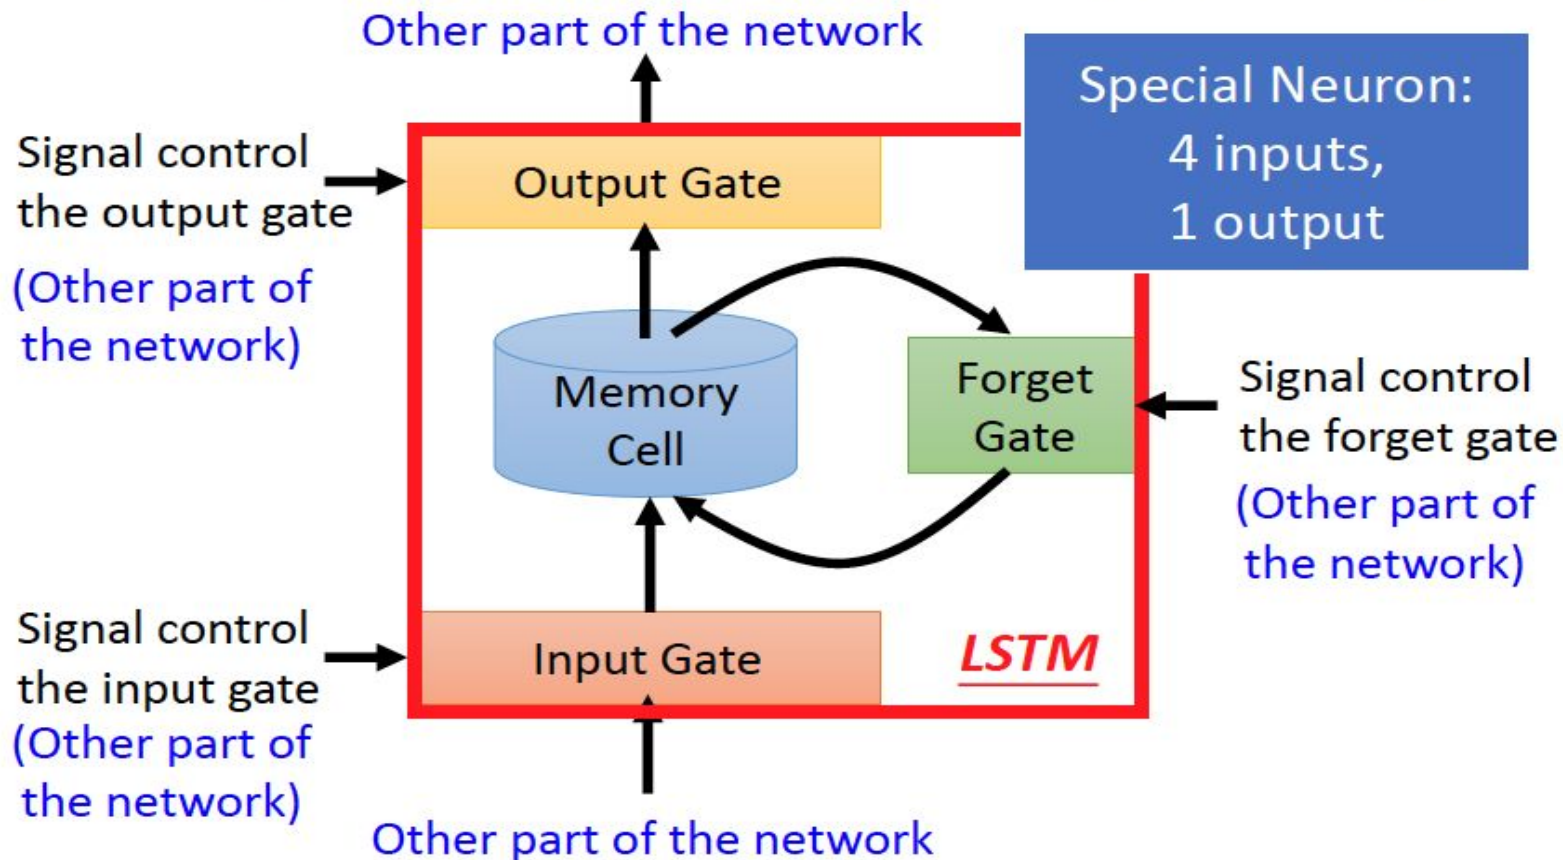 Other part of the network
Special Neuron:
4 inputs,
1 output
Signal control
the output gate
(Other part of
the network)
Output Gate
Memory
Cell
Forget
Gate
Signal control
the forget gate
(Other part of
the network)
Signal control
the input gate
(Other part of
the network)
Input Gate
LSTM
Other part of the network